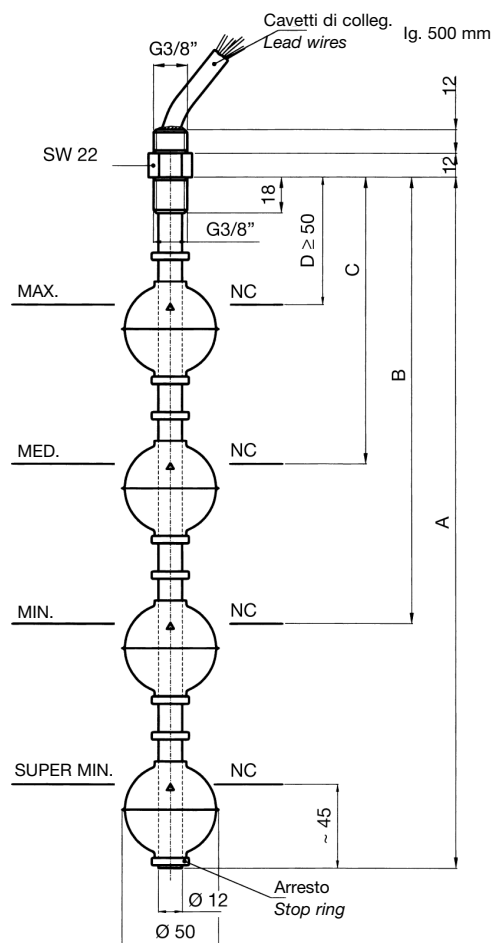 Cavetti di colleg.
Lead wires
lg. 500 mm
G3/8”
12
SW 22
12
18
G3/8”
D ≥ 50
C
B
A
MAX.
NC
MED.
NC
MIN.
NC
SUPER MIN.
NC
~ 45
Arresto
Stop ring
Ø 12
Ø 50